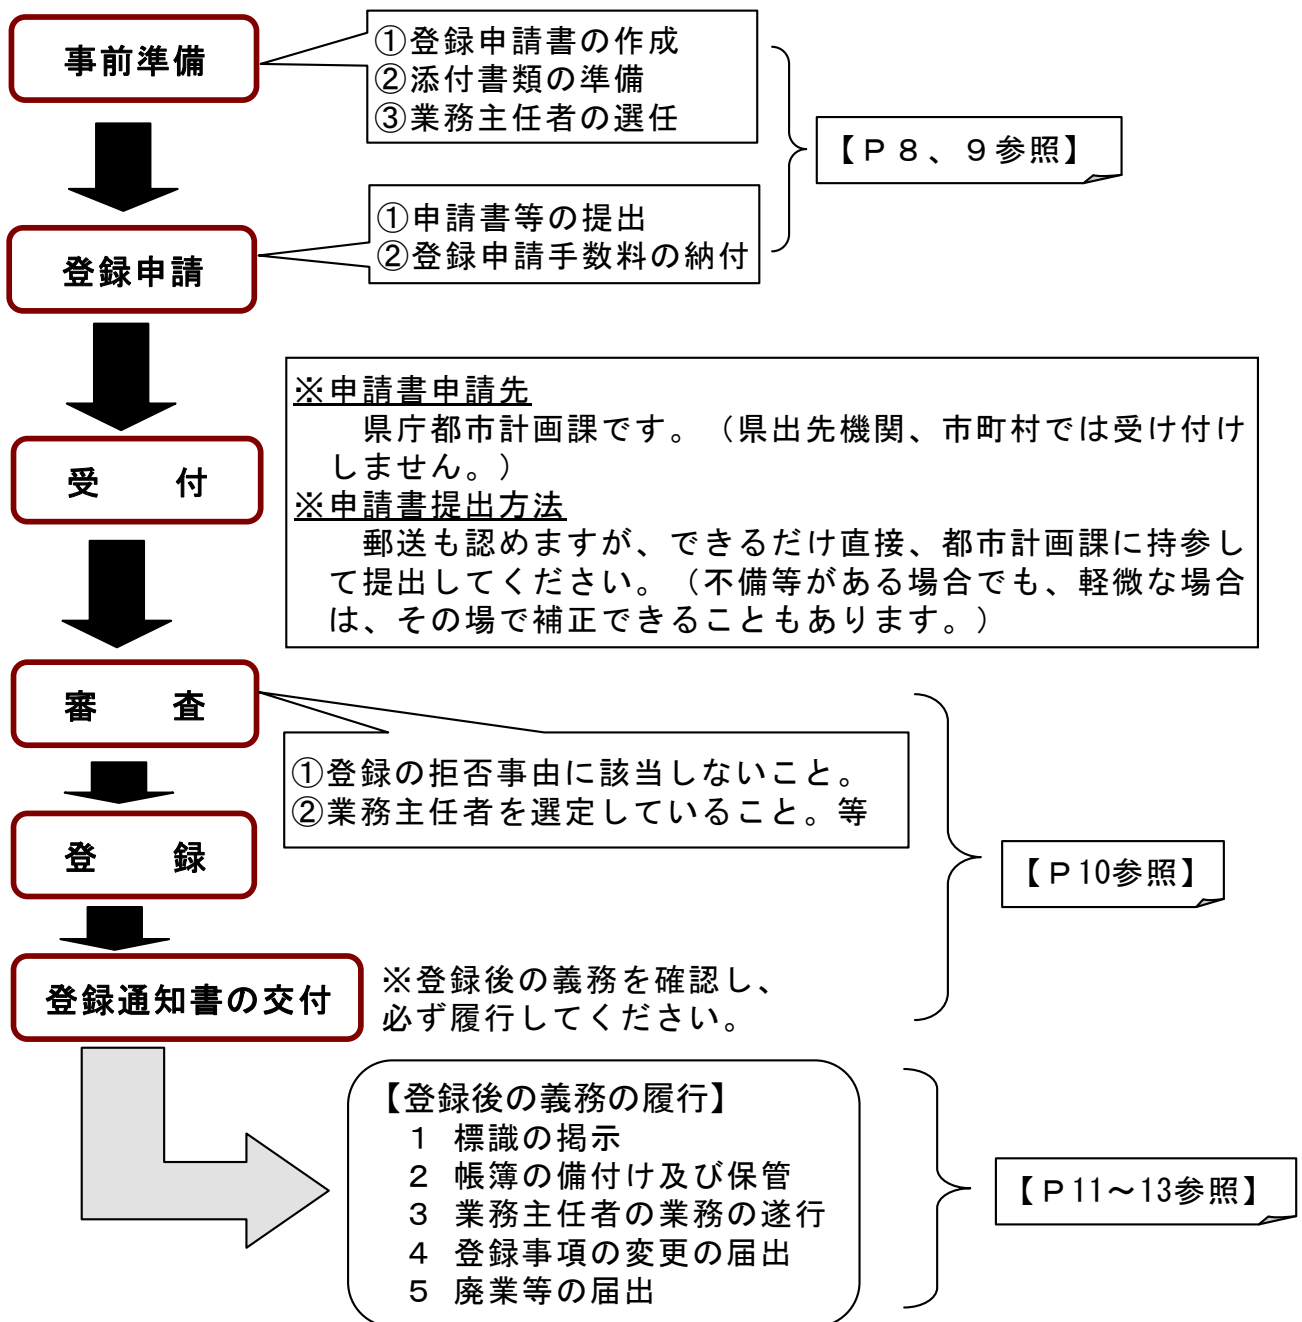 事前準備
①登録申請書の作成
②添付書類の準備
③業務主任者の選任
【Ｐ８、９参照】
①申請書等の提出
②登録申請手数料の納付
登録申請
※申請書申請先
県庁都市計画課です。（県出先機関、市町村では受け付け
しません。）
※申請書提出方法
郵送も認めますが、できるだけ直接、都市計画課に持参し
て提出してください。（不備等がある場合でも、軽微な場合
は、その場で補正できることもあります。）
受　　付
審　　査
①登録の拒否事由に該当しないこと。
②業務主任者を選定していること。等
登　　録
【Ｐ10参照】
登録通知書の交付
※登録後の義務を確認し、
必ず履行してください。
【登録後の義務の履行】
１ 標識の掲示
２ 帳簿の備付け及び保管
３ 業務主任者の業務の遂行
４ 登録事項の変更の届出
５ 廃業等の届出
【Ｐ11～13参照】